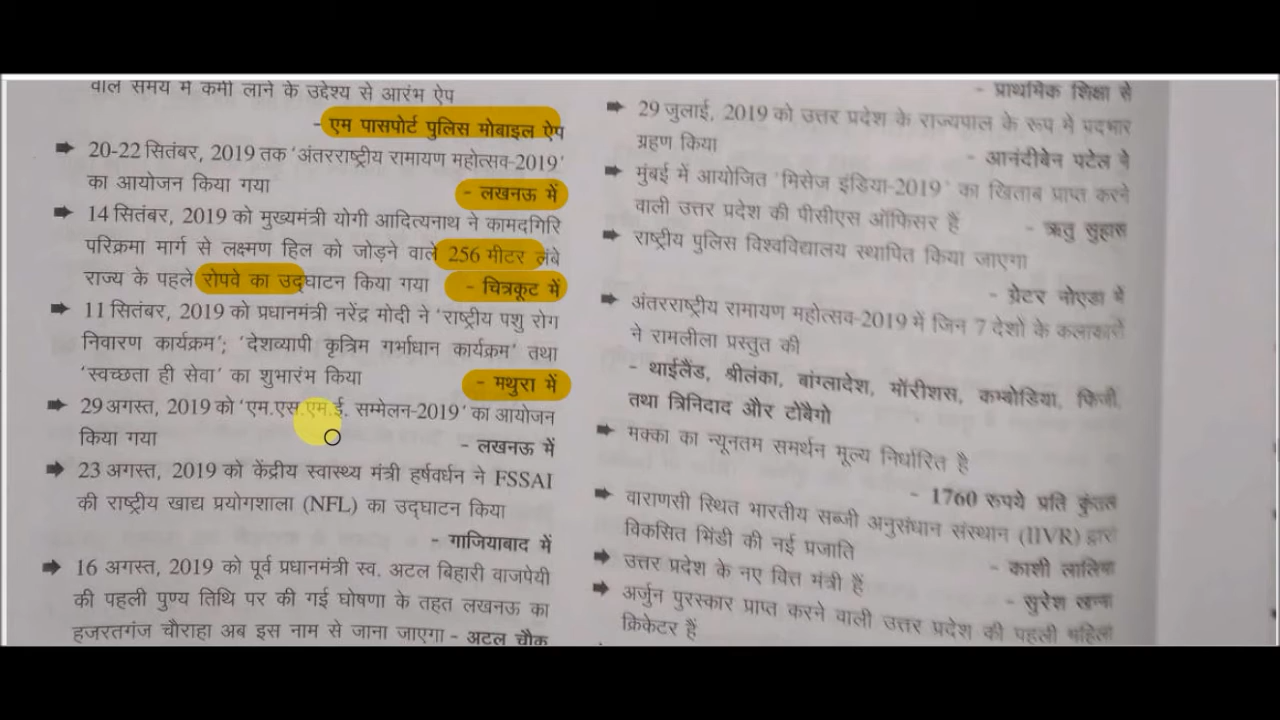 वाले समय में कमी लाने के उद्देश्य से आरंभ ऐप
- एम पासपोर्ट पुलिस मोबाइल ऐप
➡ 20-22 सितंबर, 2019 तक 'अंतरराष्ट्रीय रामायण महोत्सव-2019'
का आयोजन किया गया - लखनऊ में
➡ 14 सितंबर, 2019 को मुख्यमंत्री योगी आदित्यनाथ ने कामदगिरि
परिक्रमा मार्ग से लक्ष्मण हिल को जोड़ने वाले 256 मीटर लंबे
राज्य के पहले रोपवे का उद्घाटन किया गया - चित्रकूट में
➡ 11 सितंबर, 2019 को प्रधानमंत्री नरेंद्र मोदी ने 'राष्ट्रीय पशु रोग
निवारण कार्यक्रम'; 'देशव्यापी कृत्रिम गर्भाधान कार्यक्रम' तथा
'स्वच्छता ही सेवा' का शुभारंभ किया - मथुरा में
➡ 29 अगस्त, 2019 को 'एम.एस.एम.ई. सम्मेलन-2019' का आयोजन
किया गया - लखनऊ में
➡ 23 अगस्त, 2019 को केंद्रीय स्वास्थ्य मंत्री हर्षवर्धन ने FSSAI
की राष्ट्रीय खाद्य प्रयोगशाला (NFL) का उद्घाटन किया
- गाजियाबाद में
➡ 16 अगस्त, 2019 को पूर्व प्रधानमंत्री स्व. अटल बिहारी वाजपेयी
की पहली पुण्य तिथि पर की गई घोषणा के तहत लखनऊ का
हजरतगंज चौराहा अब इस नाम से जाना जाएगा - अटल चौक
- प्राथमिक शिक्षा से
➡ 29 जुलाई, 2019 को उत्तर प्रदेश के राज्यपाल के रूप में पदभार
ग्रहण किया
- आनंदीबेन पटेल ने
➡ मुंबई में आयोजित 'मिसेज इंडिया-2019' का खिताब प्राप्त करने
वाली उत्तर प्रदेश की पीसीएस ऑफिसर हैं - ऋतु सुहास
➡ राष्ट्रीय पुलिस विश्वविद्यालय स्थापित किया जाएगा
- ग्रेटर नोएडा में
➡ अंतरराष्ट्रीय रामायण महोत्सव-2019 में जिन 7 देशों के कलाकारों
ने रामलीला प्रस्तुत की
- थाईलैंड, श्रीलंका, बांग्लादेश, मॉरीशस, कम्बोडिया, फिजी,
तथा त्रिनिदाद और टोबैगो
➡ मक्का का न्यूनतम समर्थन मूल्य निर्धारित है
- 1760 रुपये प्रति कुंतल
➡ वाराणसी स्थित भारतीय सब्जी अनुसंधान संस्थान (IIVR) द्वारा
विकसित भिंडी की नई प्रजाति - काशी लालिमा
➡ उत्तर प्रदेश के नए वित्त मंत्री हैं - सुरेश खन्ना
➡ अर्जुन पुरस्कार प्राप्त करने वाली उत्तर प्रदेश की पहली महिला
क्रिकेटर हैं